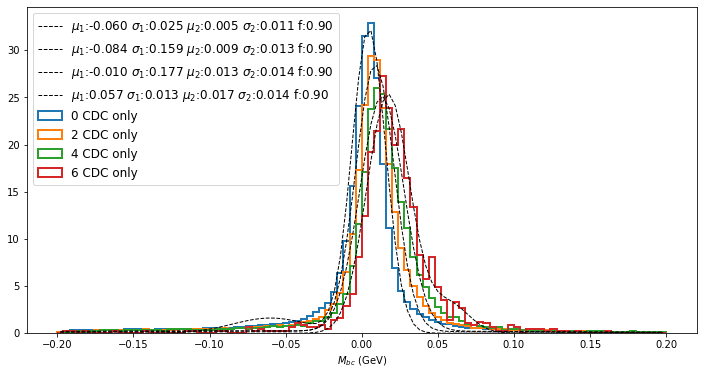 μ₁:-0.060 σ₁:0.025 μ₂:0.005 σ₂:0.011 f:0.90
μ₁:-0.084 σ₁:0.159 μ₂:0.009 σ₂:0.013 f:0.90
μ₁:-0.010 σ₁:0.177 μ₂:0.013 σ₂:0.014 f:0.90
μ₁:0.057 σ₁:0.013 μ₂:0.017 σ₂:0.014 f:0.90
0 CDC only
2 CDC only
4 CDC only
6 CDC only
30
25
20
15
10
5
0
−0.20 −0.15 −0.10 −0.05 0.00 0.05 0.10 0.15 0.20
M_bc (GeV)